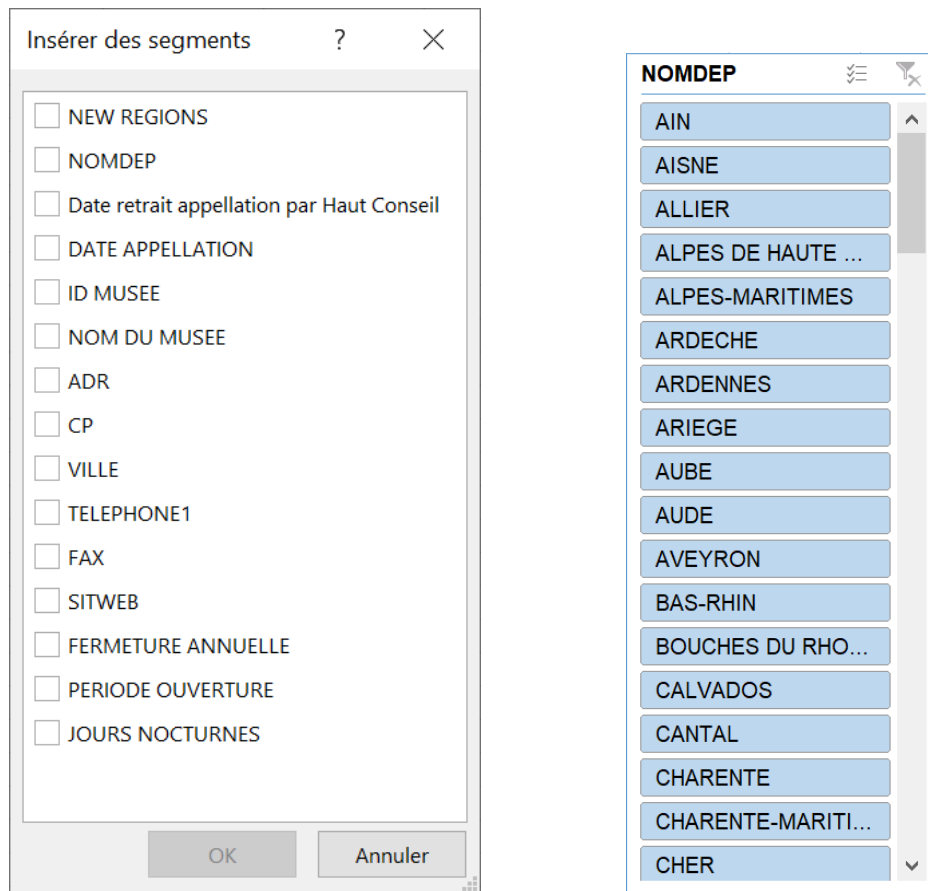 Insérer des segments ?
NEW REGIONS
NOMDEP
Date retrait appellation par Haut Conseil
DATE APPELLATION
ID MUSEE
NOM DU MUSEE
ADR
CP
VILLE
TELEPHONE1
FAX
SITWEB
FERMETURE ANNUELLE
PERIODE OUVERTURE
JOURS NOCTURNES
OK
Annuler
NOMDEP
AIN
AISNE
ALLIER
ALPES DE HAUTE ...
ALPES-MARITIMES
ARDECHE
ARDENNES
ARIEGE
AUBE
AUDE
AVEYRON
BAS-RHIN
BOUCHES DU RHO...
CALVADOS
CANTAL
CHARENTE
CHARENTE-MARITI...
CHER